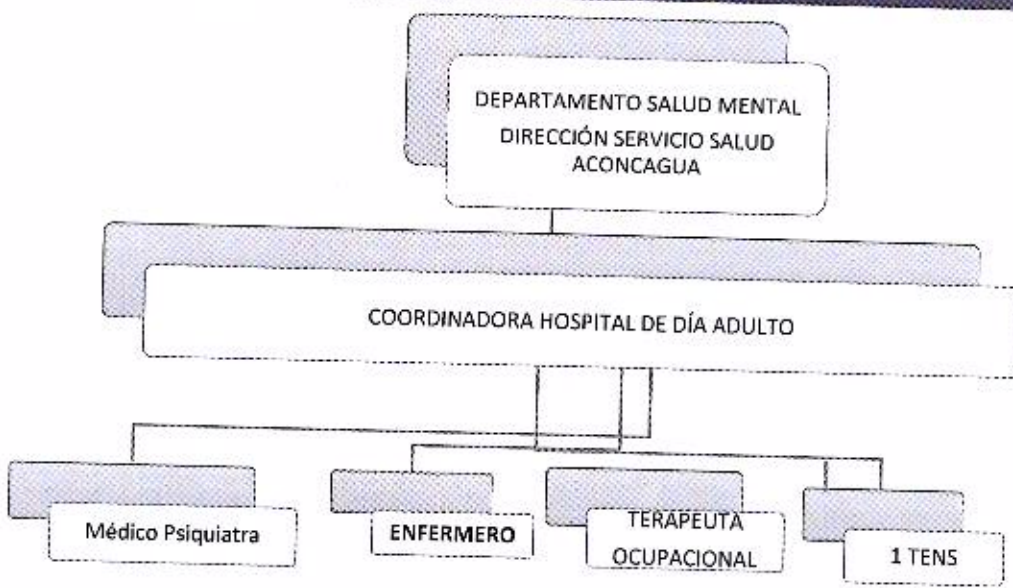 DEPARTAMENTO SALUD MENTAL
DIRECCIÓN SERVICIO SALUD
ACONCAGUA
COORDINADORA HOSPITAL DE DÍA ADULTO
Médico Psiquiatra
ENFERMERO
TERAPEUTA
OCUPACIONAL
1 TENS